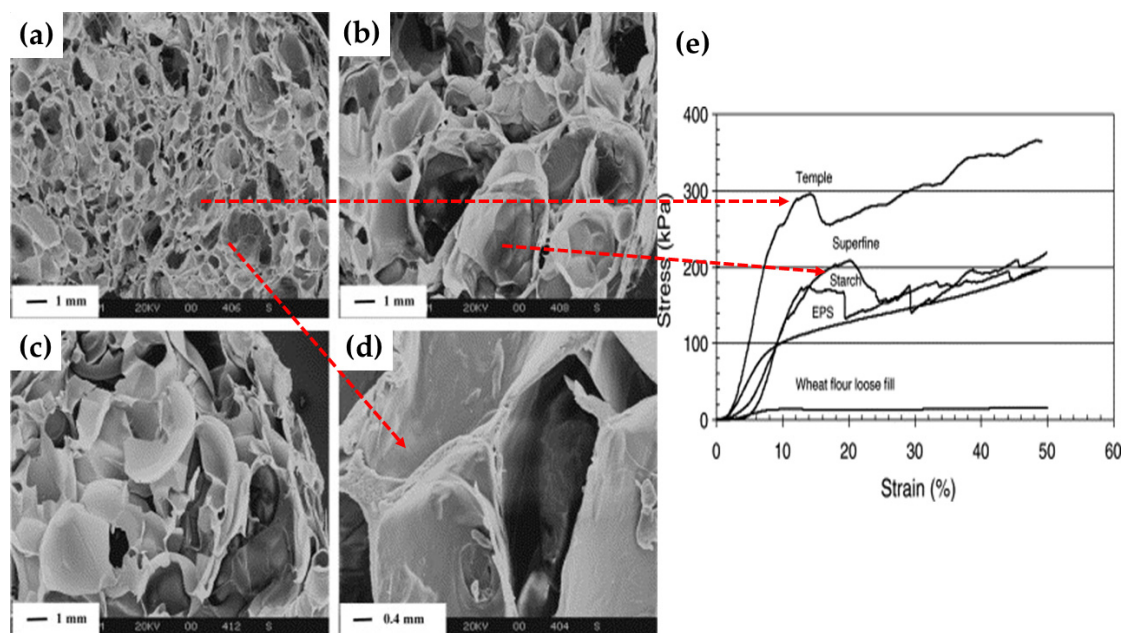 (a)
1 mm
1MM 20KV 00 406 S
(b)
1 mm
1MM 20KV 00 408 S
(c)
1 mm
20KV 00 412 S
(d)
0.4 mm
20KV 00 404 S
(e)
Stress (kPa)
400
300
200
100
0
Temple
Superfine
Starch
EPS
Wheat flour loose fill
0 10 20 30 40 50 60
Strain (%)